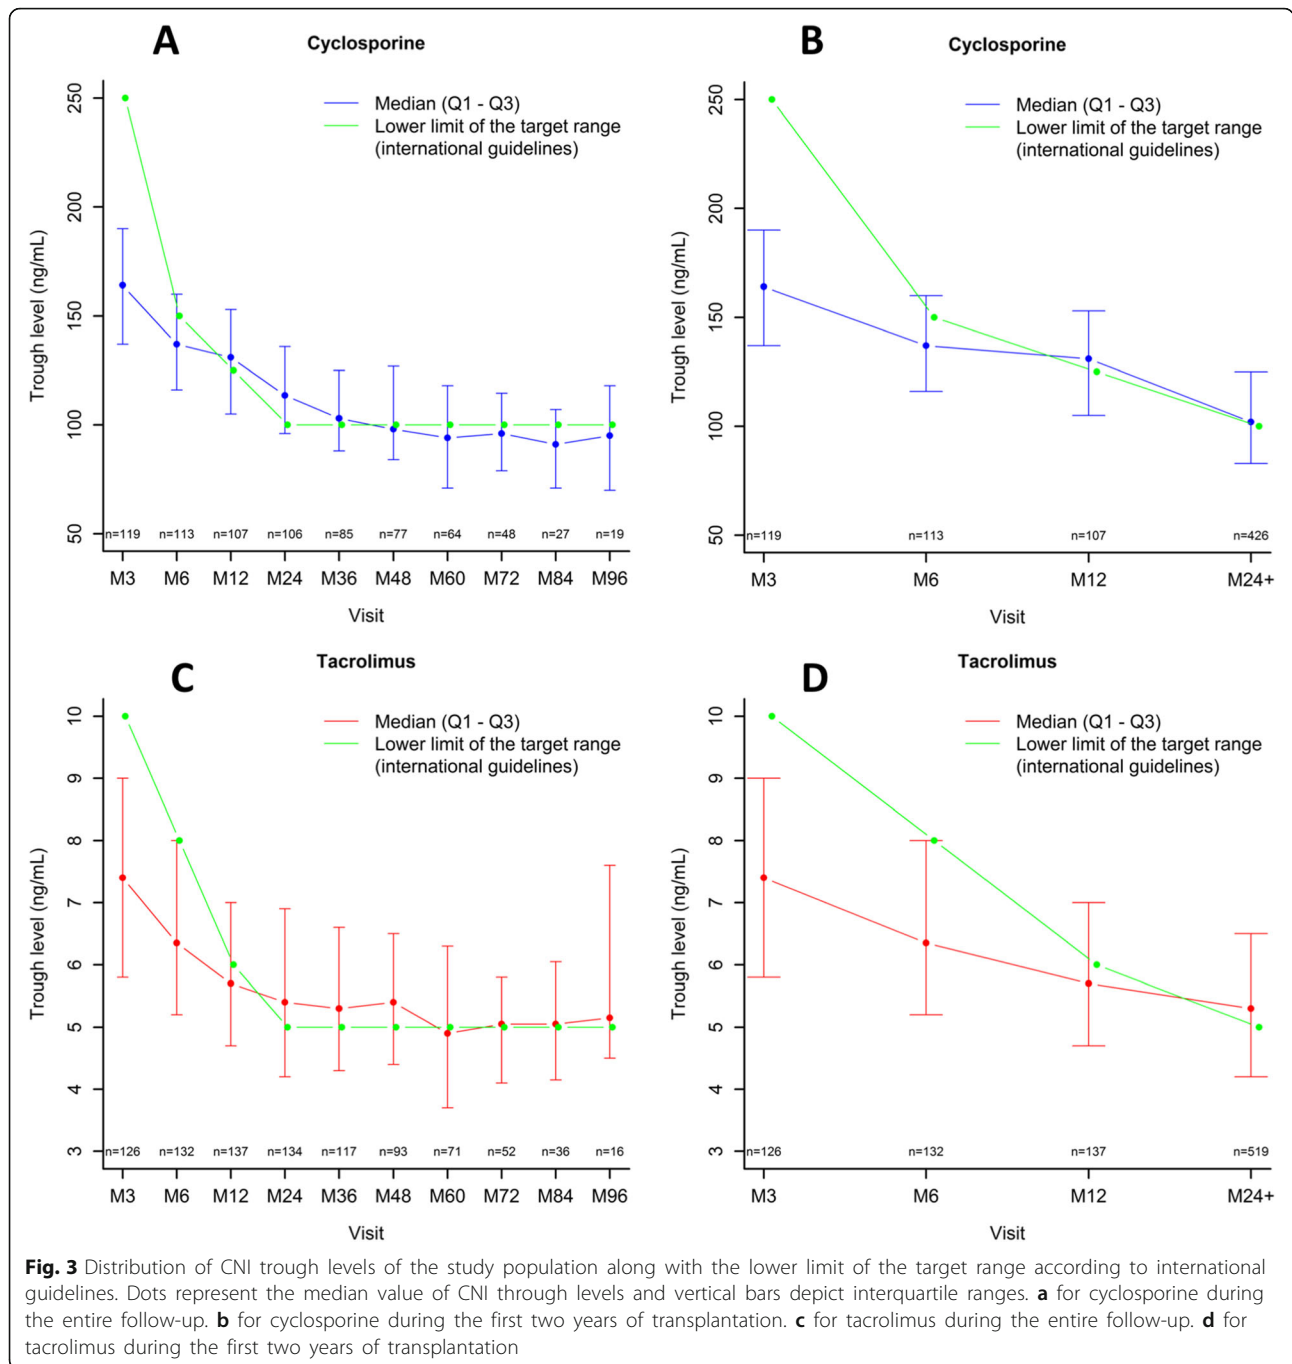 A
Cyclosporine
Median (Q1 - Q3)
Lower limit of the target range
(international guidelines)
Trough level (ng/mL)
250
200
150
100
50
n=119 n=113 n=107 n=106 n=85 n=77 n=64 n=48 n=27 n=19
M3 M6 M12 M24 M36 M48 M60 M72 M84 M96
Visit
B
Cyclosporine
Median (Q1 - Q3)
Lower limit of the target range
(international guidelines)
Trough level (ng/mL)
250
200
150
100
50
n=119 n=113 n=107 n=426
M3 M6 M12 M24+
Visit
C
Tacrolimus
Median (Q1 - Q3)
Lower limit of the target range
(international guidelines)
Trough level (ng/mL)
10
9
8
7
6
5
4
3
n=126 n=132 n=137 n=134 n=117 n=93 n=71 n=52 n=36 n=16
M3 M6 M12 M24 M36 M48 M60 M72 M84 M96
Visit
D
Tacrolimus
Median (Q1 - Q3)
Lower limit of the target range
(international guidelines)
Trough level (ng/mL)
10
9
8
7
6
5
4
3
n=126 n=132 n=137 n=519
M3 M6 M12 M24+
Visit
Fig. 3 Distribution of CNI trough levels of the study population along with the lower limit of the target range according to international
guidelines. Dots represent the median value of CNI through levels and vertical bars depict interquartile ranges. a for cyclosporine during
the entire follow-up. b for cyclosporine during the first two years of transplantation. c for tacrolimus during the entire follow-up. d for
tacrolimus during the first two years of transplantation